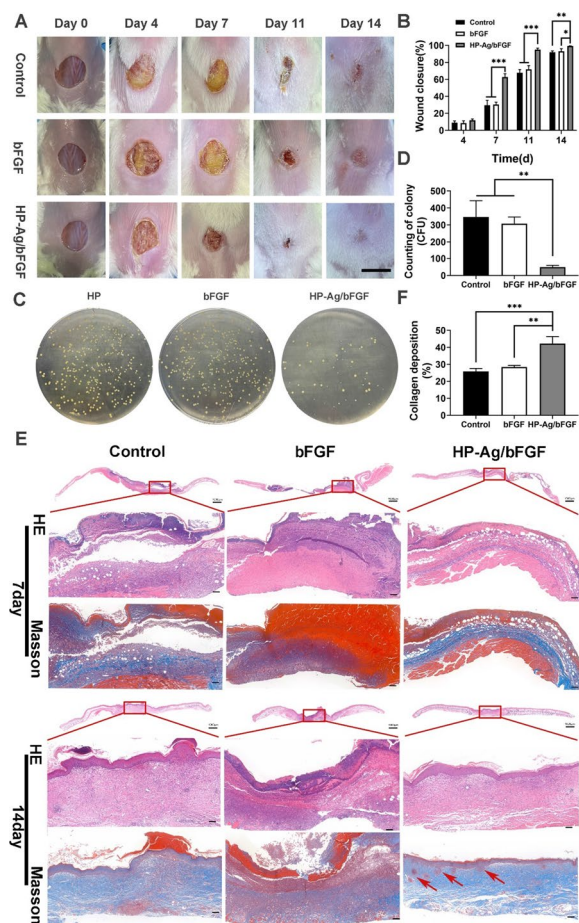 A
Day 0 Day 4 Day 7 Day 11 Day 14
Control
bFGF
HP-Ag/bFGF
B
Control bFGF HP-Ag/bFGF
Wound closure(%)
100
80
60
40
20
0
*** *** ** *
4 7 11 14
Time(d)
D
Counting of colony
(CFU)
500
400
300
200
100
0
**
Control bFGF HP-Ag/bFGF
C
HP bFGF HP-Ag/bFGF
F
Collagen deposition
(%)
50
40
30
20
10
0
***
**
Control bFGF HP-Ag/bFGF
E
Control bFGF HP-Ag/bFGF
7day
HE
Masson
14day
HE
Masson